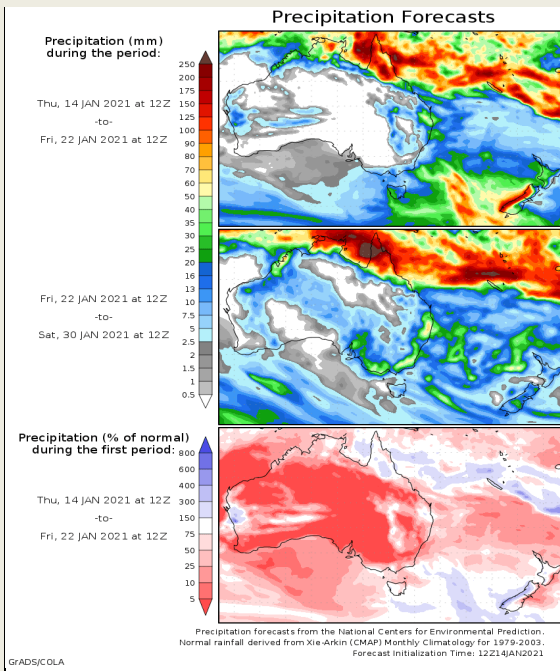 Precipitation Forecasts
Precipitation (mm)
during the period:
Thu, 14 JAN 2021 at 12Z
-to-
Fri, 22 JAN 2021 at 12Z
250
200
175
150
125
100
90
80
70
60
50
40
35
30
25
20
16
13
10
7.5
5
2.5
2
1.5
1
0.5
Fri, 22 JAN 2021 at 12Z
-to-
Sat, 30 JAN 2021 at 12Z
Precipitation (% of normal)
during the first period:
Thu, 14 JAN 2021 at 12Z
-to-
Fri, 22 JAN 2021 at 12Z
800
600
400
300
150
75
50
25
10
5
Precipitation forecasts from the National Centers for Environmental Prediction.
Normal rainfall derived from Xie-Arkin (CMAP) Monthly Climatology for 1979-2003.
Forecast Initialization Time: 12Z14JAN2021
GrADS/COLA